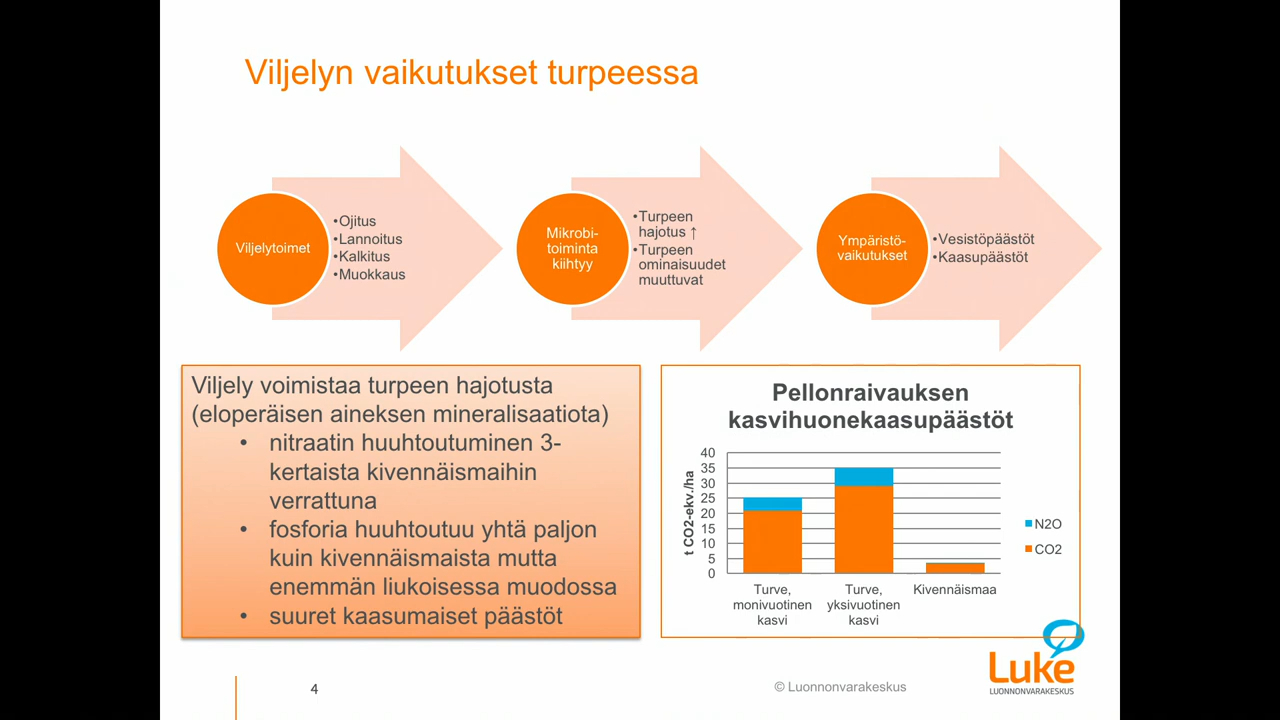 Viljelyn vaikutukset turpeessa
Viljelytoimet
•Ojitus
•Lannoitus
•Kalkitus
•Muokkaus
Mikrobi-
toiminta
kiihtyy
•Turpeen
hajotus ↑
•Turpeen
ominaisuudet
muuttuvat
Ympäristö-
vaikutukset
•Vesistöpäästöt
•Kaasupäästöt
Viljely voimistaa turpeen hajotusta
(eloperäisen aineksen mineralisaatiota)
• nitraatin huuhtoutuminen 3-
kertaista kivennäismaihin
verrattuna
• fosforia huuhtoutuu yhtä paljon
kuin kivennäismaista mutta
enemmän liukoisessa muodossa
• suuret kaasumaiset päästöt
Pellonraivauksen
kasvihuonekaasupäästöt
t CO2-ekv./ha
40
35
30
25
20
15
10
5
0
Turve,
monivuotinen
kasvi
Turve,
yksivuotinen
kasvi
Kivennäismaa
N2O
CO2
4
© Luonnonvarakeskus
Luke
LUONNONVARAKESKUS